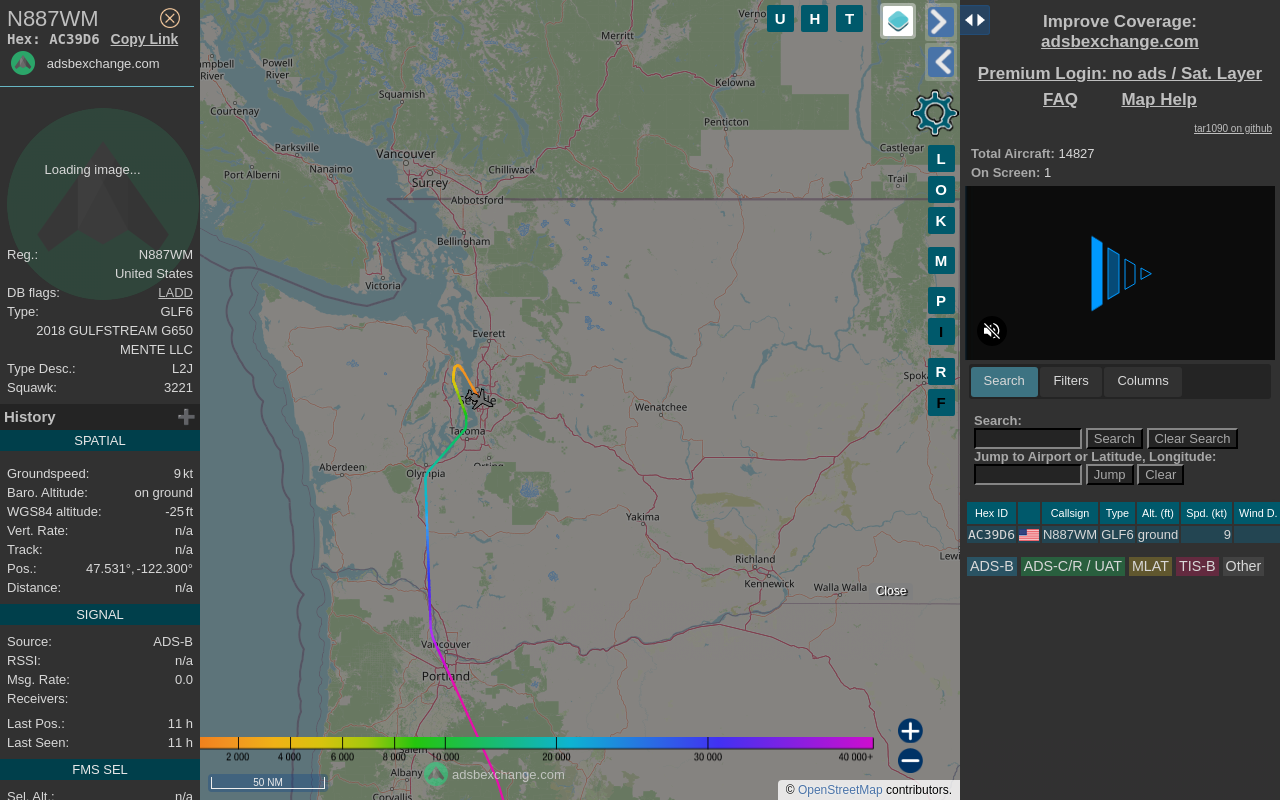 N887WM
Hex: AC39D6 Copy Link
adsbexchange.com
Loading image...
Reg.: N887WM
United States
DB flags: LADD
Type: GLF6
2018 GULFSTREAM G650
MENTE LLC
Type Desc.: L2J
Squawk: 3221
History
SPATIAL
Groundspeed: 9 kt
Baro. Altitude: on ground
WGS84 altitude: -25 ft
Vert. Rate: n/a
Track: n/a
Pos.: 47.531°, -122.300°
Distance: n/a
SIGNAL
Source: ADS-B
RSSI: n/a
Msg. Rate: 0.0
Receivers:
Last Pos.: 11 h
Last Seen: 11 h
FMS SEL
Sel. Alt.: n/a
U H T
L
O
K
M
P
I
R
F
Merritt
Powell
River
River
Squamish
Kelowna
Courtenay
Penticton
Parksville
Vancouver
Castlegar
Nanaimo
Chilliwack
Port Alberni
Surrey
Trail
Abbotsford
Bellingham
Victoria
Everett
Wenatchee
Tacoma
Aberdeen
Olympia
Yakima
Richland
Kennewick
Walla Walla
Close
Vancouver
Portland
Salem
Albany
Corvallis
2 000 4 000 6 000 8 000 10 000 20 000 30 000 40 000+
adsbexchange.com
50 NM
© OpenStreetMap contributors.
Improve Coverage:
adsbexchange.com
Premium Login: no ads / Sat. Layer
FAQ Map Help
tar1090 on github
Total Aircraft: 14827
On Screen: 1
Search Filters Columns
Search:
Search Clear Search
Jump to Airport or Latitude, Longitude:
Jump Clear
Hex ID Callsign Type Alt. (ft) Spd. (kt) Wind D.
AC39D6 N887WM GLF6 ground 9
ADS-B ADS-C/R / UAT MLAT TIS-B Other